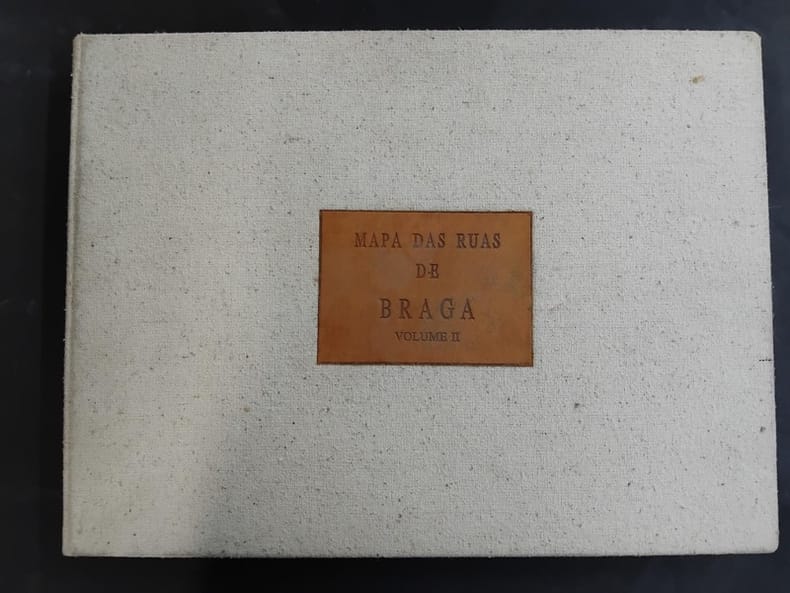 MAPA DAS RUAS
DE
BRAGA
VOLUME II